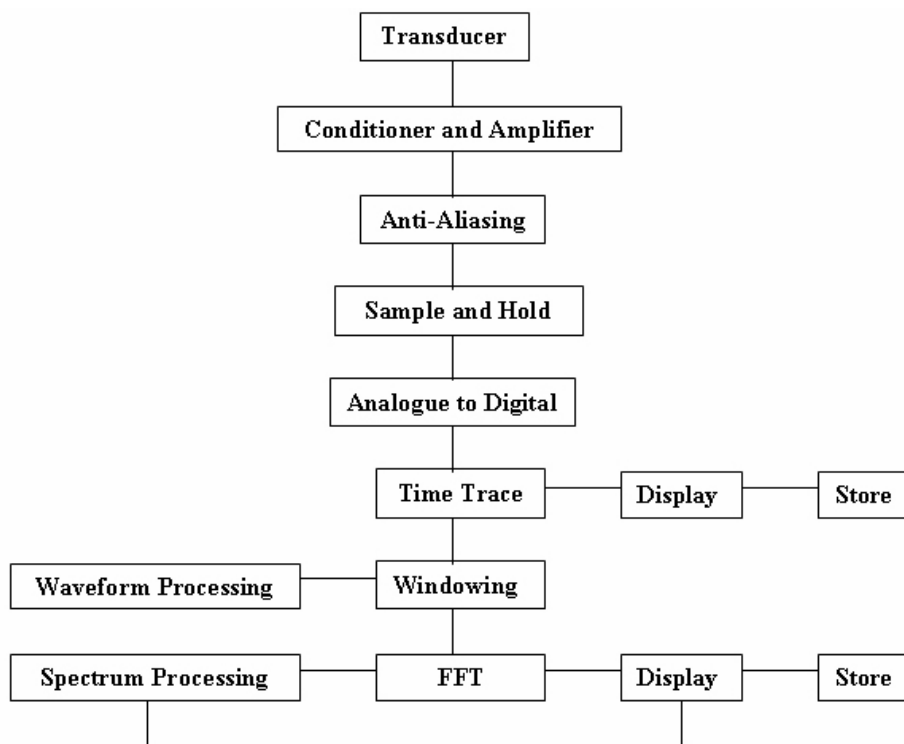 Transducer
Conditioner and Amplifier
Anti-Aliasing
Sample and Hold
Analogue to Digital
Time Trace
Display
Store
Waveform Processing
Windowing
Spectrum Processing
FFT
Display
Store